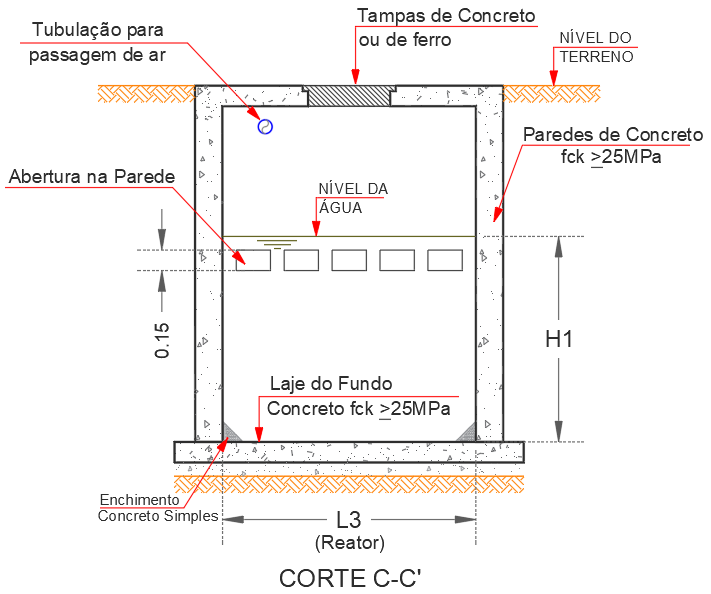 Tubulação para
passagem de ar
Tampas de Concreto
ou de ferro
NÍVEL DO
TERRENO
Paredes de Concreto
fck ≥25MPa
Abertura na Parede
NÍVEL DA
ÁGUA
0.15
H1
Laje do Fundo
Concreto fck ≥25MPa
Enchimento
Concreto Simples
L3
(Reator)
CORTE C-C'